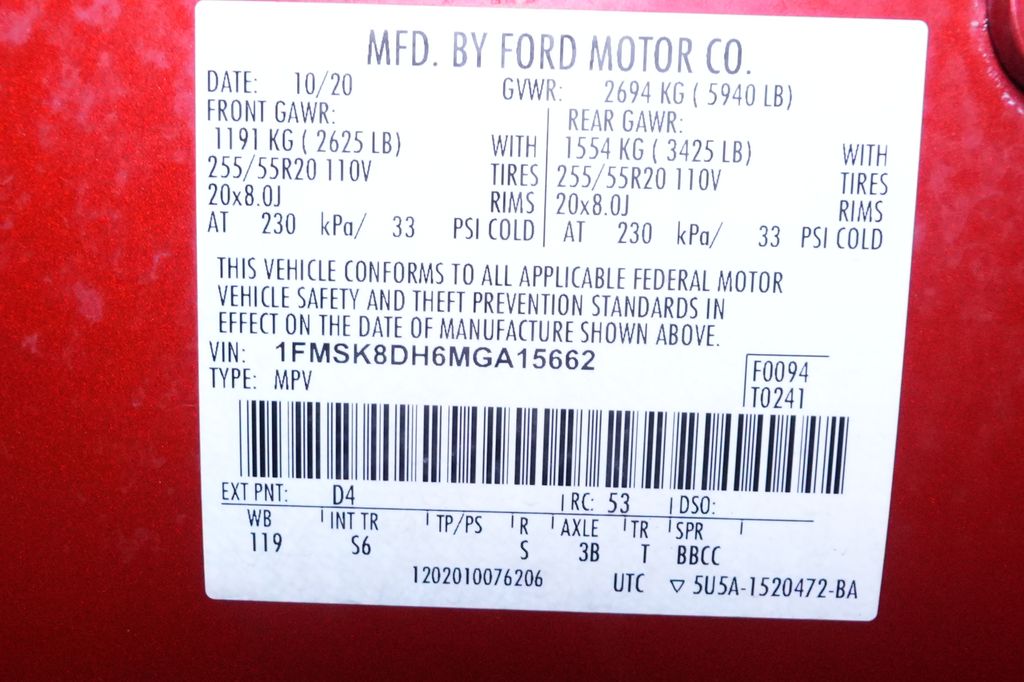 MFD. BY FORD MOTOR CO.
DATE: 10/20 GVWR: 2694 KG ( 5940 LB)
FRONT GAWR: REAR GAWR:
1191 KG ( 2625 LB) WITH 1554 KG ( 3425 LB) WITH
255/55R20 110V TIRES 255/55R20 110V TIRES
20x8.0J RIMS 20x8.0J RIMS
AT 230 kPa/ 33 PSI COLD AT 230 kPa/ 33 PSI COLD
THIS VEHICLE CONFORMS TO ALL APPLICABLE FEDERAL MOTOR
VEHICLE SAFETY AND THEFT PREVENTION STANDARDS IN
EFFECT ON THE DATE OF MANUFACTURE SHOWN ABOVE.
VIN: 1FMSK8DH6MGA15662
TYPE: MPV
F0094
T0241
EXT PNT: D4 RC: 53 DSO:
WB INT TR TP/PS R AXLE TR SPR
119 S6 S 3B T BBCC
1202010076206 UTC ▽ 5U5A-1520472-BA